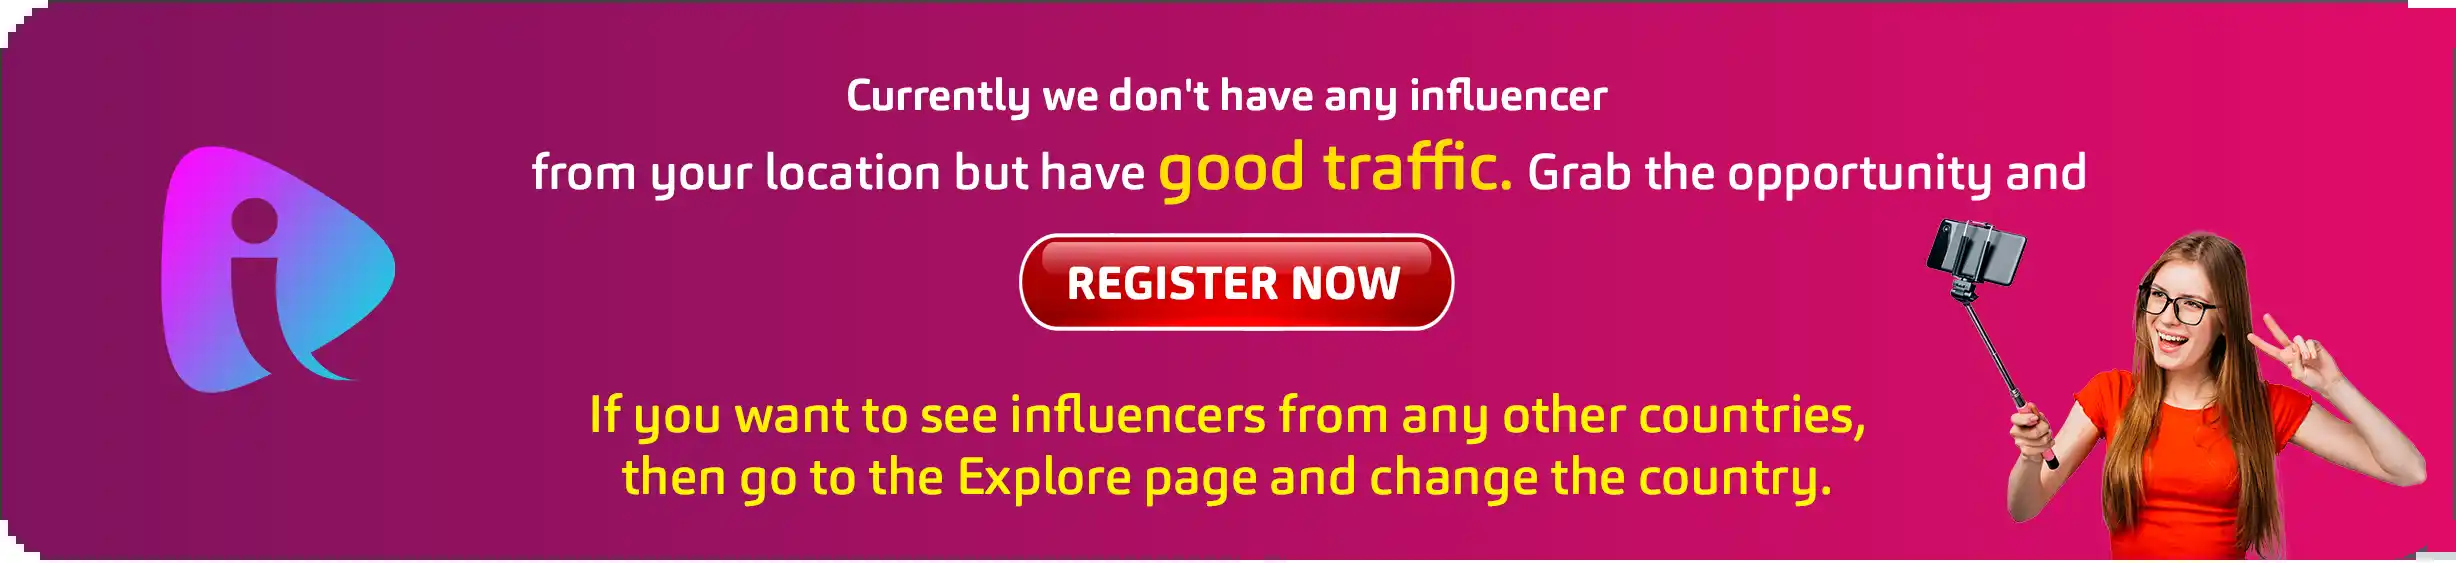 Currently we don't have any influencer
from your location but have good traffic. Grab the opportunity and
REGISTER NOW
If you want to see influencers from any other countries,
then go to the Explore page and change the country.